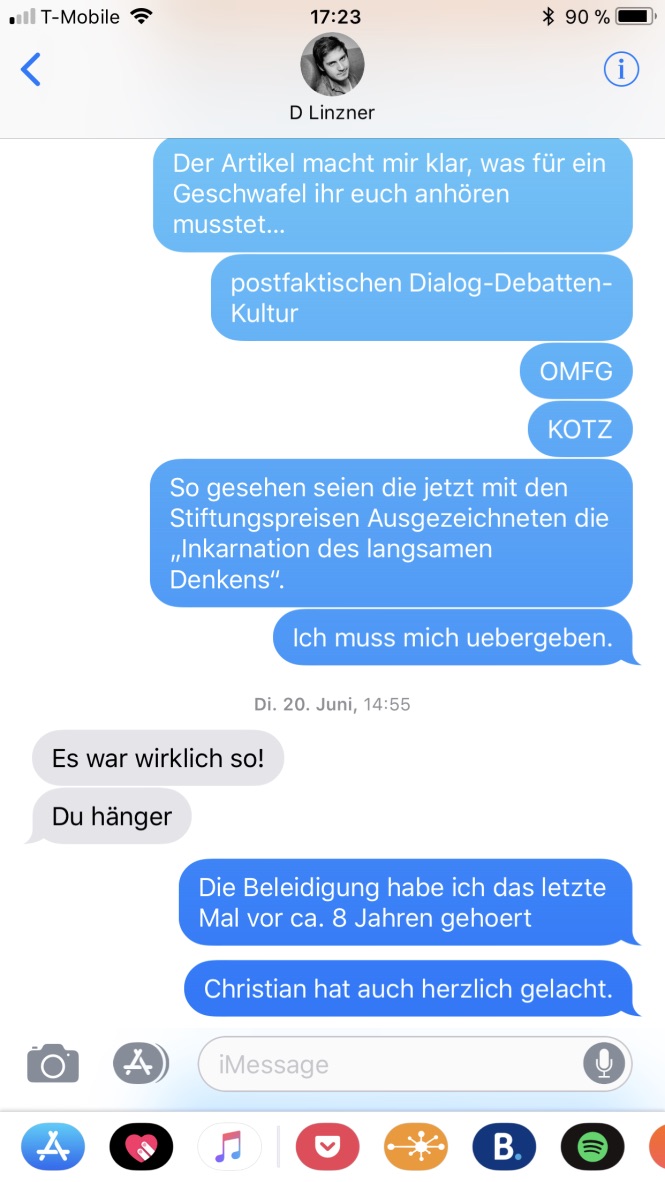 T-Mobile 17:23 90 %
D Linzner
Der Artikel macht mir klar, was für ein
Geschwafel ihr euch anhören
musstet...
postfaktischen Dialog-Debatten-
Kultur
OMFG
KOTZ
So gesehen seien die jetzt mit den
Stiftungspreisen Ausgezeichneten die
„Inkarnation des langsamen
Denkens“.
Ich muss mich uebergeben.
Di. 20. Juni, 14:55
Es war wirklich so!
Du hänger
Die Beleidigung habe ich das letzte
Mal vor ca. 8 Jahren gehoert
Christian hat auch herzlich gelacht.
iMessage
B.